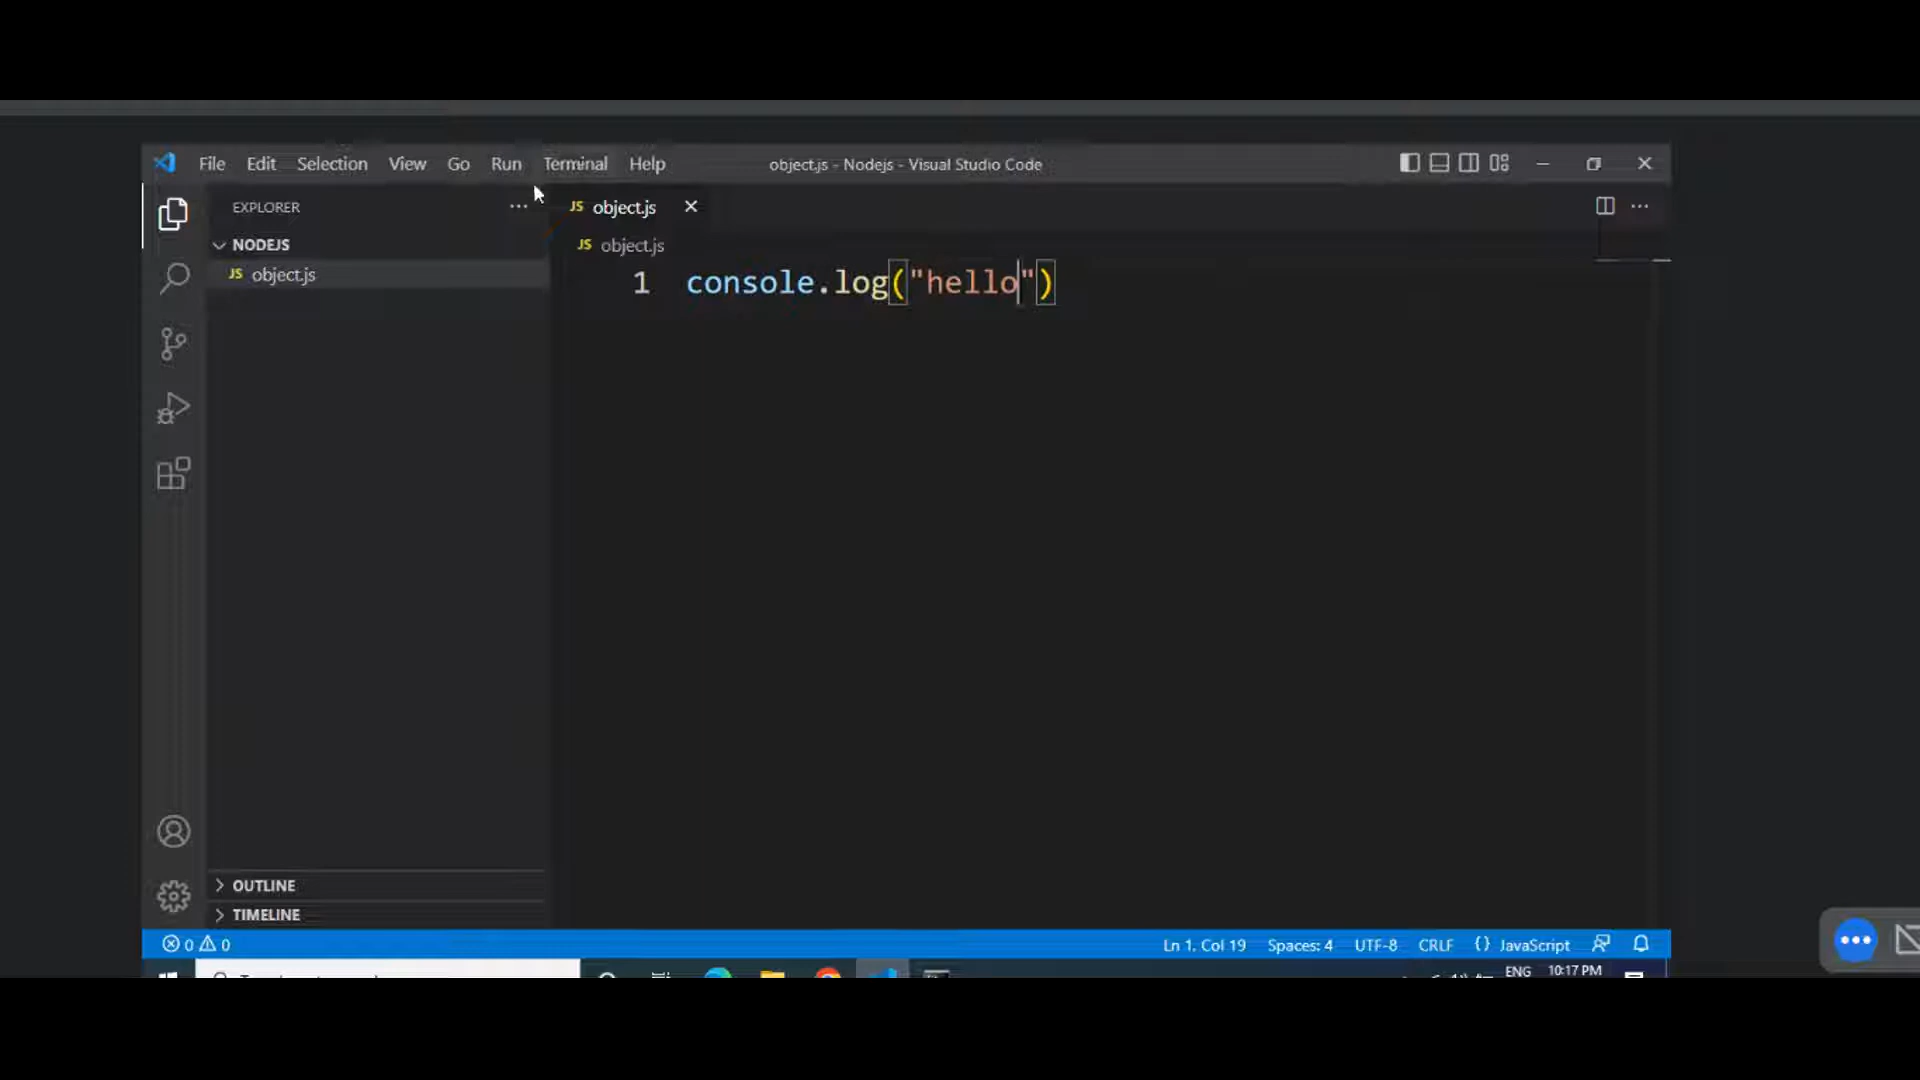 File Edit Selection View Go Run Terminal Help object.js - Nodejs - Visual Studio Code
EXPLORER ··· JS object.js
NODEJS JS object.js
JS object.js
1 console.log("hello")
OUTLINE
TIMELINE
0 0 Ln 1, Col 19 Spaces: 4 UTF-8 CRLF {} JavaScript
ENG 10:17 PM